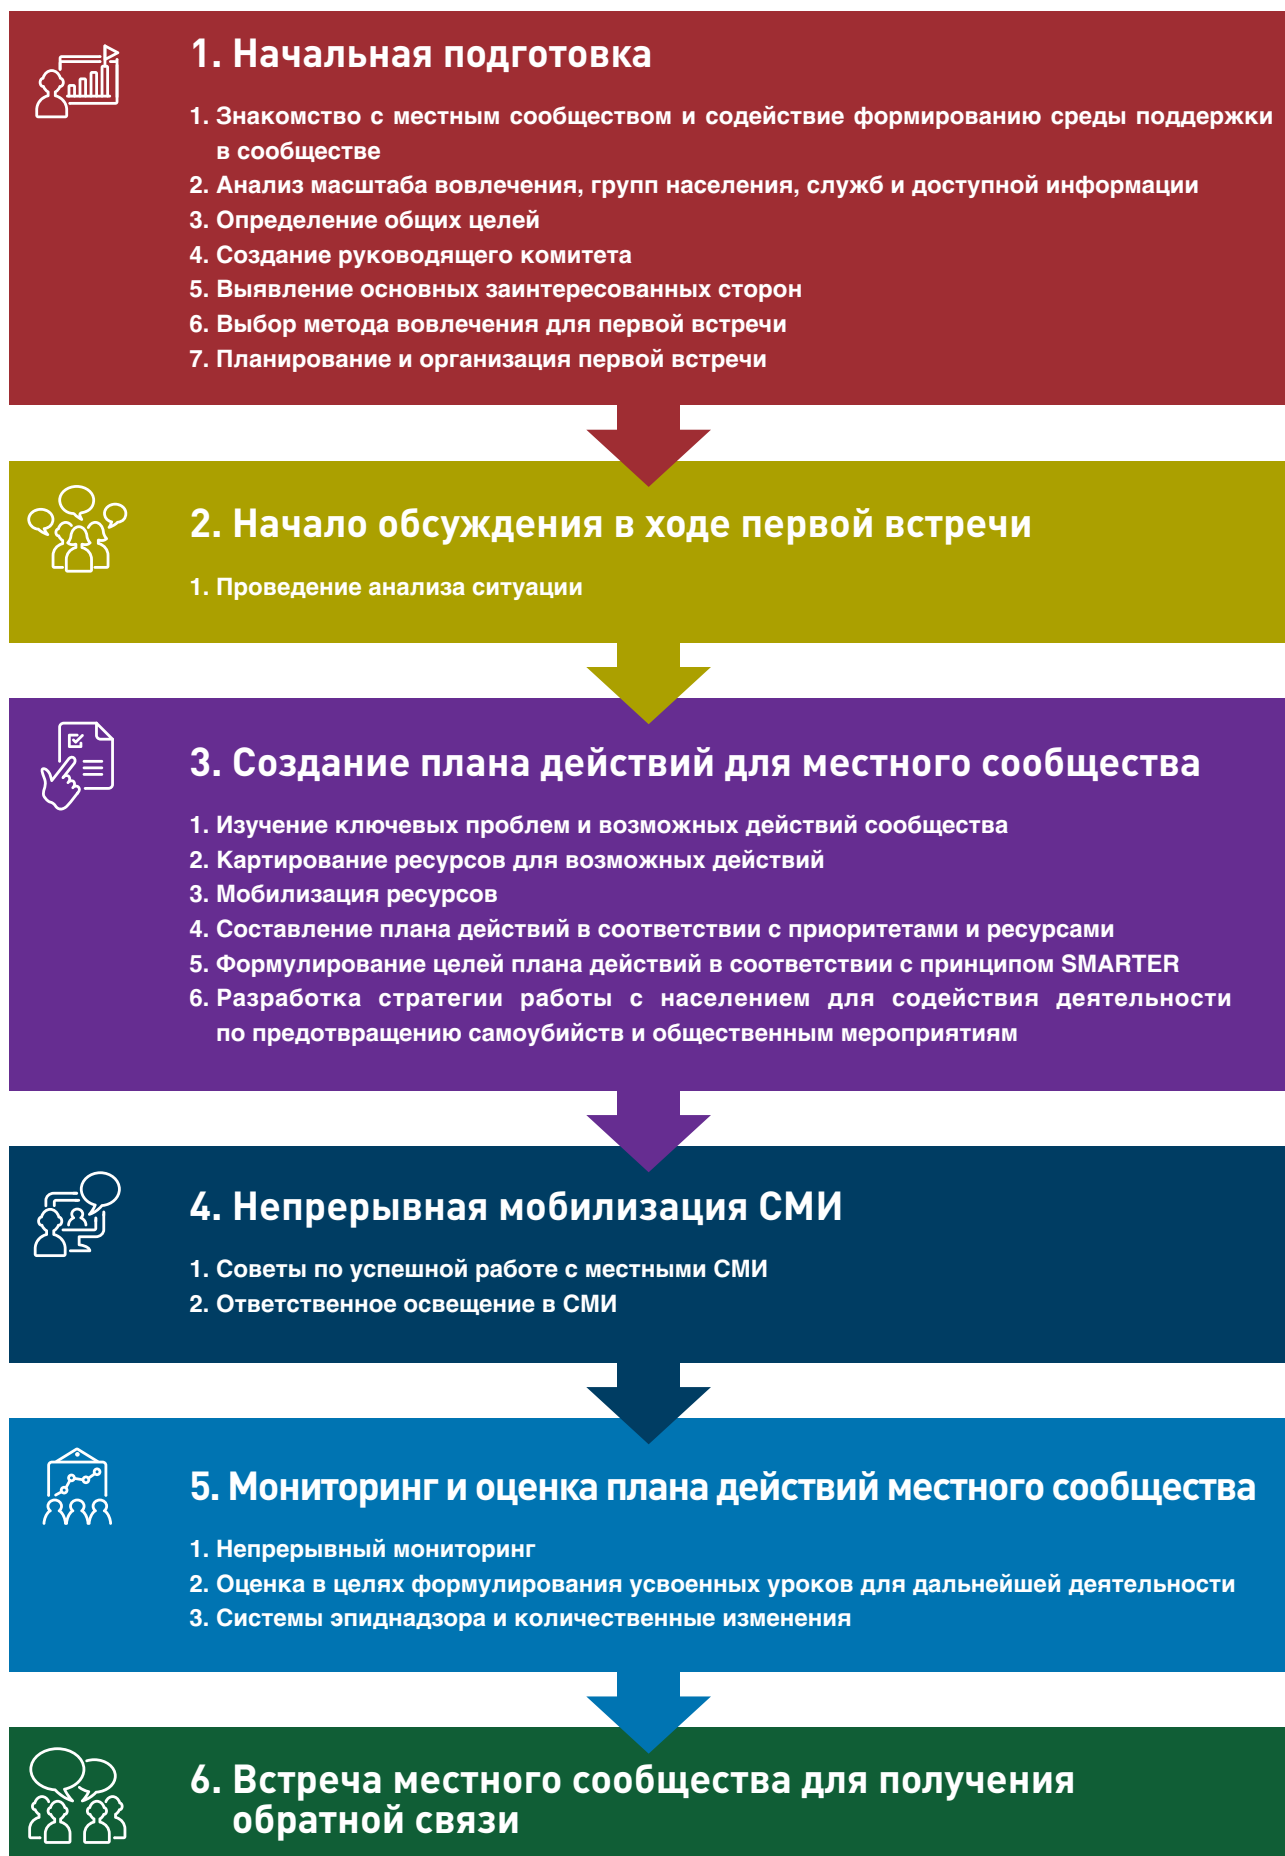 1. Начальная подготовка
1. Знакомство с местным сообществом и содействие формированию среды поддержки
в сообществе
2. Анализ масштаба вовлечения, групп населения, служб и доступной информации
3. Определение общих целей
4. Создание руководящего комитета
5. Выявление основных заинтересованных сторон
6. Выбор метода вовлечения для первой встречи
7. Планирование и организация первой встречи
2. Начало обсуждения в ходе первой встречи
1. Проведение анализа ситуации
3. Создание плана действий для местного сообщества
1. Изучение ключевых проблем и возможных действий сообщества
2. Картирование ресурсов для возможных действий
3. Мобилизация ресурсов
4. Составление плана действий в соответствии с приоритетами и ресурсами
5. Формулирование целей плана действий в соответствии с принципом SMARTER
6. Разработка стратегии работы с населением для содействия деятельности
по предотвращению самоубийств и общественным мероприятиям
4. Непрерывная мобилизация СМИ
1. Советы по успешной работе с местными СМИ
2. Ответственное освещение в СМИ
5. Мониторинг и оценка плана действий местного сообщества
1. Непрерывный мониторинг
2. Оценка в целях формулирования усвоенных уроков для дальнейшей деятельности
3. Системы эпиднадзора и количественные изменения
6. Встреча местного сообщества для получения
обратной связи